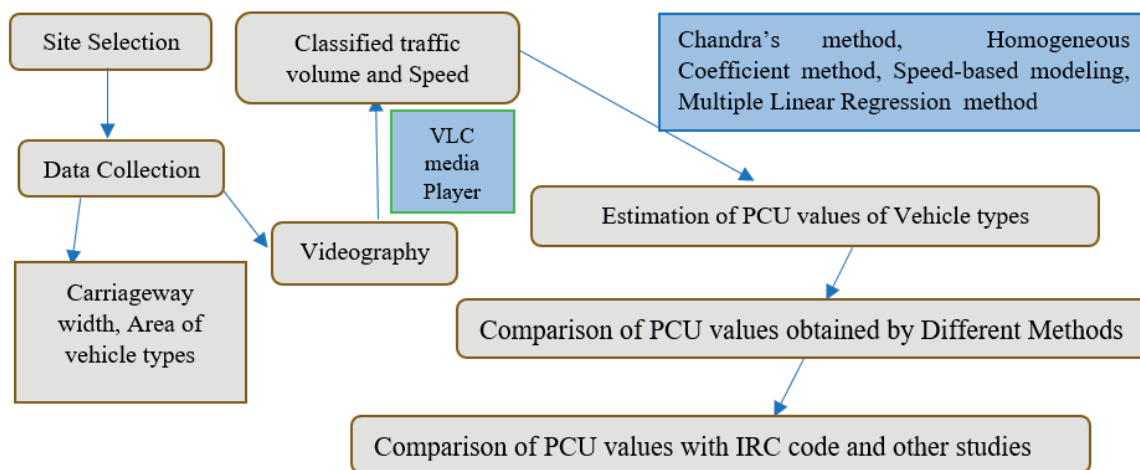 Site Selection
Data Collection
Carriageway
width, Area of
vehicle types
Videography
VLC
media
Player
Classified traffic
volume and Speed
Chandra’s method, Homogeneous
Coefficient method, Speed-based modeling,
Multiple Linear Regression method
Estimation of PCU values of Vehicle types
Comparison of PCU values obtained by Different Methods
Comparison of PCU values with IRC code and other studies